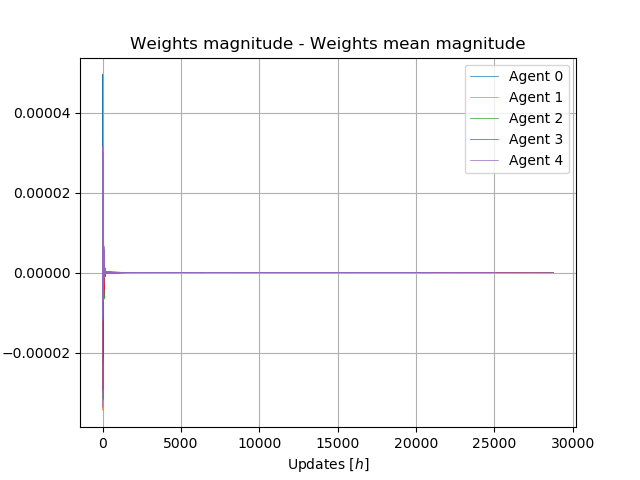 Weights magnitude - Weights mean magnitude
Agent 0
Agent 1
Agent 2
Agent 3
Agent 4
0.00004
0.00002
0.00000
−0.00002
0 5000 10000 15000 20000 25000 30000
Updates [h]